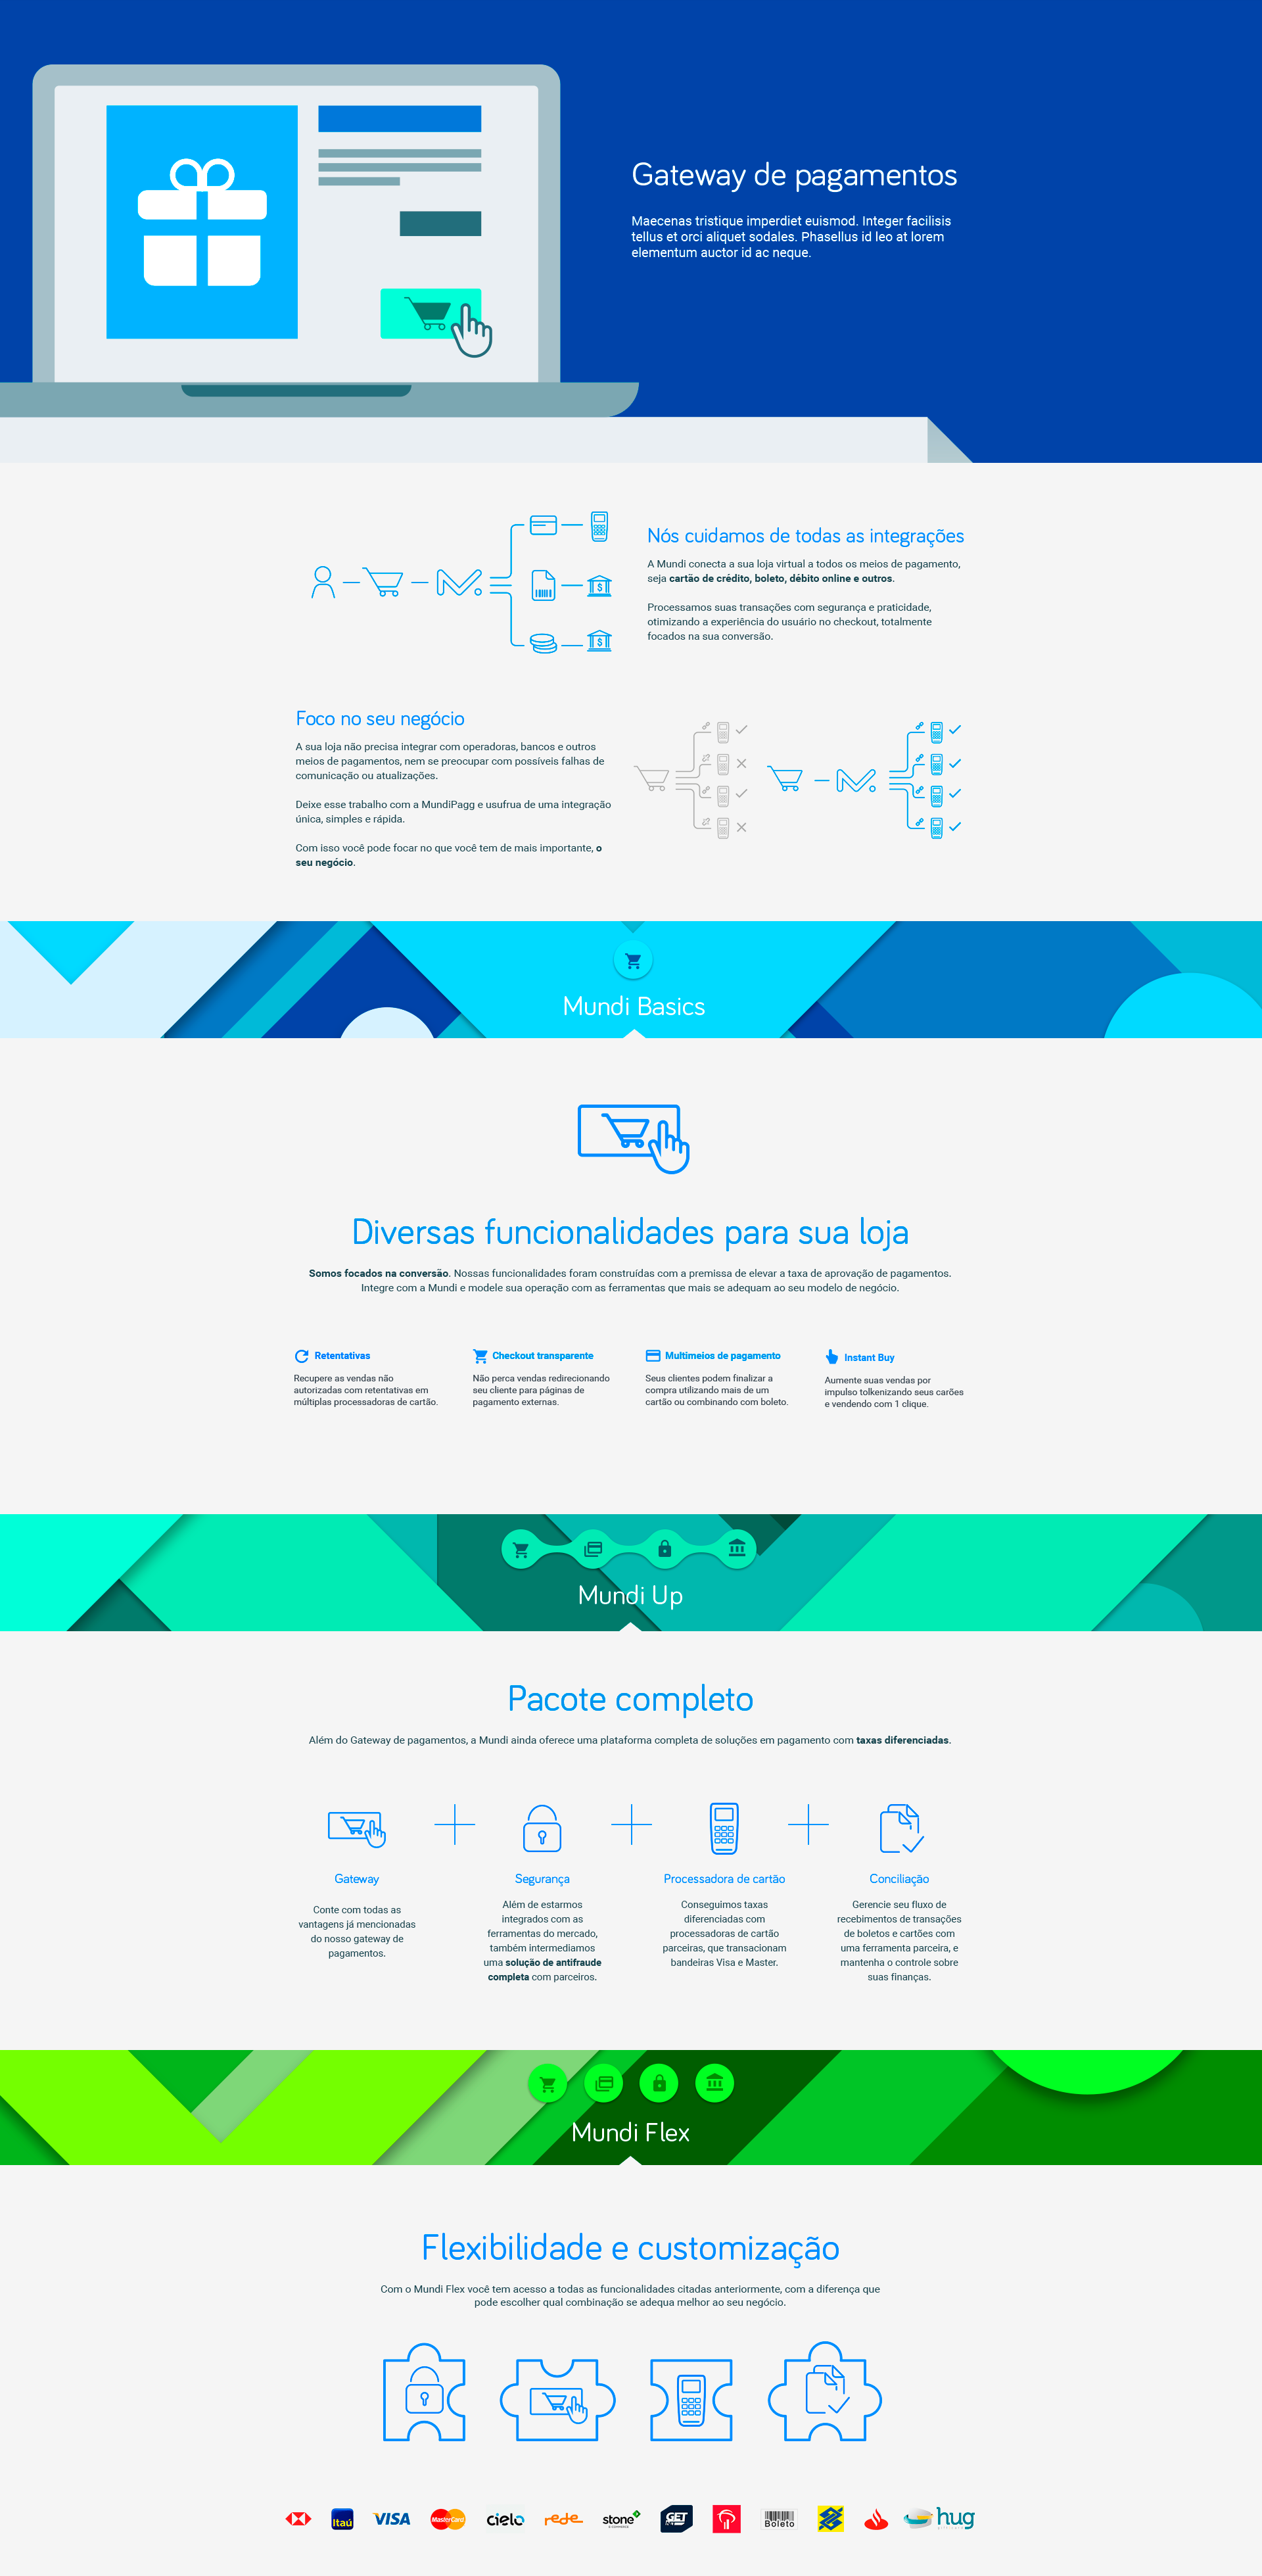 Gateway de pagamentos
Maecenas tristique imperdiet euismod. Integer facilisis
tellus et orci aliquet sodales. Phasellus id leo at lorem
elementum auctor id ac neque.
Nós cuidamos de todas as integrações
A Mundi conecta a sua loja virtual a todos os meios de pagamento,
seja cartão de crédito, boleto, débito online e outros.
Processamos suas transações com segurança e praticidade,
otimizando a experiência do usuário no checkout, totalmente
focados na sua conversão.
Foco no seu negócio
A sua loja não precisa integrar com operadoras, bancos e outros
meios de pagamentos, nem se preocupar com possíveis falhas de
comunicação ou atualizações.
Deixe esse trabalho com a MundiPagg e usufrua de uma integração
única, simples e rápida.
Com isso você pode focar no que você tem de mais importante, o
seu negócio.
Mundi Basics
Diversas funcionalidades para sua loja
Somos focados na conversão. Nossas funcionalidades foram construídas com a premissa de elevar a taxa de aprovação de pagamentos.
Integre com a Mundi e modele sua operação com as ferramentas que mais se adequam ao seu modelo de negócio.
Retentativas
Recupere as vendas não
autorizadas com retentativas em
múltiplas processadoras de cartão.
Checkout transparente
Não perca vendas redirecionando
seu cliente para páginas de
pagamento externas.
Multimeios de pagamento
Seus clientes podem finalizar a
compra utilizando mais de um
cartão ou combinando com boleto.
Instant Buy
Aumente suas vendas por
impulso tolkenizando seus carões
e vendendo com 1 clique.
Mundi Up
Pacote completo
Além do Gateway de pagamentos, a Mundi ainda oferece uma plataforma completa de soluções em pagamento com taxas diferenciadas.
Gateway
Conte com todas as
vantagens já mencionadas
do nosso gateway de
pagamentos.
Segurança
Além de estarmos
integrados com as
ferramentas do mercado,
também intermediamos
uma solução de antifraude
completa com parceiros.
Processadora de cartão
Conseguimos taxas
diferenciadas com
processadoras de cartão
parceiras, que transacionam
bandeiras Visa e Master.
Conciliação
Gerencie seu fluxo de
recebimentos de transações
de boletos e cartões com
uma ferramenta parceira, e
mantenha o controle sobre
suas finanças.
Mundi Flex
Flexibilidade e customização
Com o Mundi Flex você tem acesso a todas as funcionalidades citadas anteriormente, com a diferença que
pode escolher qual combinação se adequa melhor ao seu negócio.
Itaú VISA MasterCard cielo rede stone GET Boleto hug